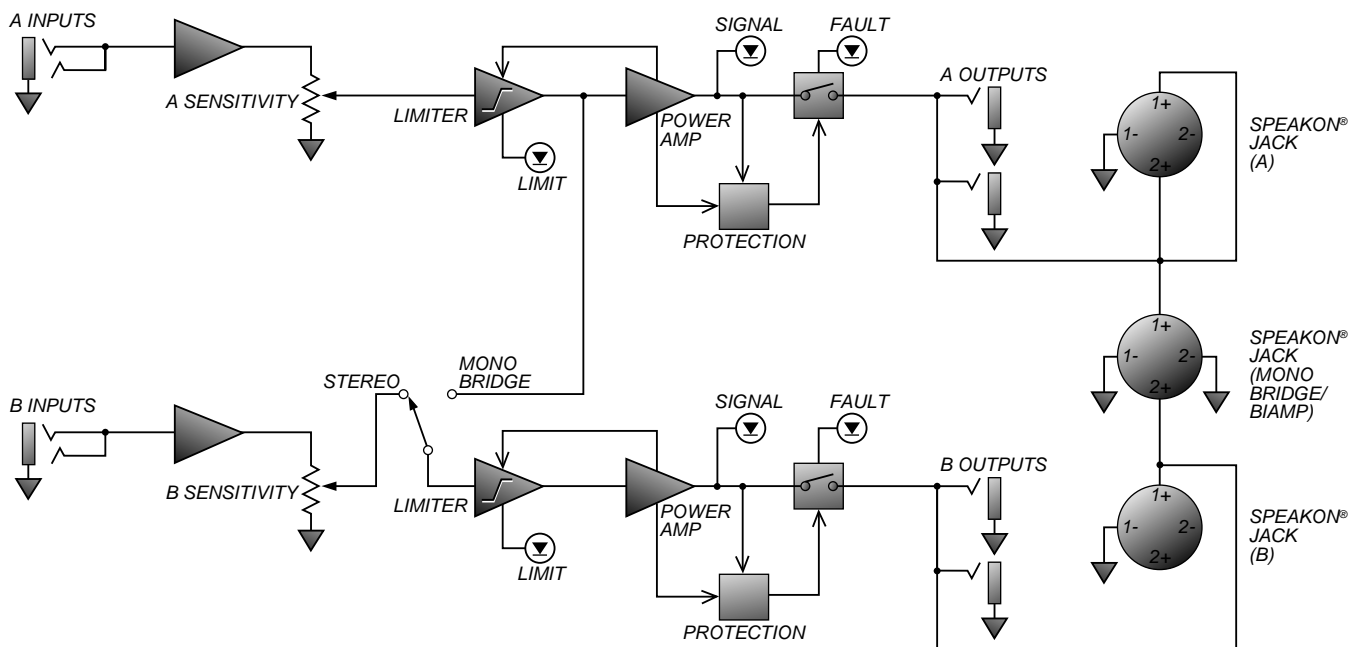 A INPUTS
A SENSITIVITY
LIMITER
LIMIT
POWER
AMP
SIGNAL
FAULT
PROTECTION
A OUTPUTS
1+
1-
2-
2+
SPEAKON®
JACK
(A)
STEREO
MONO
BRIDGE
1+
1-
2-
2+
SPEAKON®
JACK
(MONO
BRIDGE/
BIAMP)
B INPUTS
B SENSITIVITY
LIMITER
LIMIT
POWER
AMP
SIGNAL
FAULT
PROTECTION
B OUTPUTS
1+
1-
2-
2+
SPEAKON®
JACK
(B)